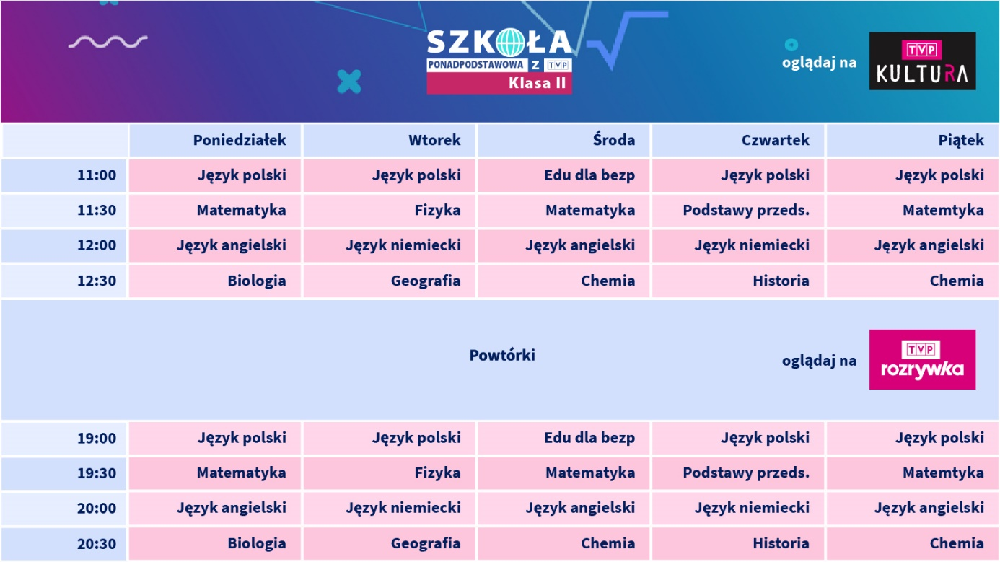 SZKOŁA
PONADPODSTAWOWA Z TVP
Klasa II
oglądaj na TVP KULTURA
Poniedziałek Wtorek Środa Czwartek Piątek
11:00 Język polski Język polski Edu dla bezp Język polski Język polski
11:30 Matematyka Fizyka Matematyka Podstawy przeds. Matemtyka
12:00 Język angielski Język niemiecki Język angielski Język niemiecki Język angielski
12:30 Biologia Geografia Chemia Historia Chemia
Powtórki oglądaj na TVP rozrywka
19:00 Język polski Język polski Edu dla bezp Język polski Język polski
19:30 Matematyka Fizyka Matematyka Podstawy przeds. Matemtyka
20:00 Język angielski Język niemiecki Język angielski Język niemiecki Język angielski
20:30 Biologia Geografia Chemia Historia Chemia